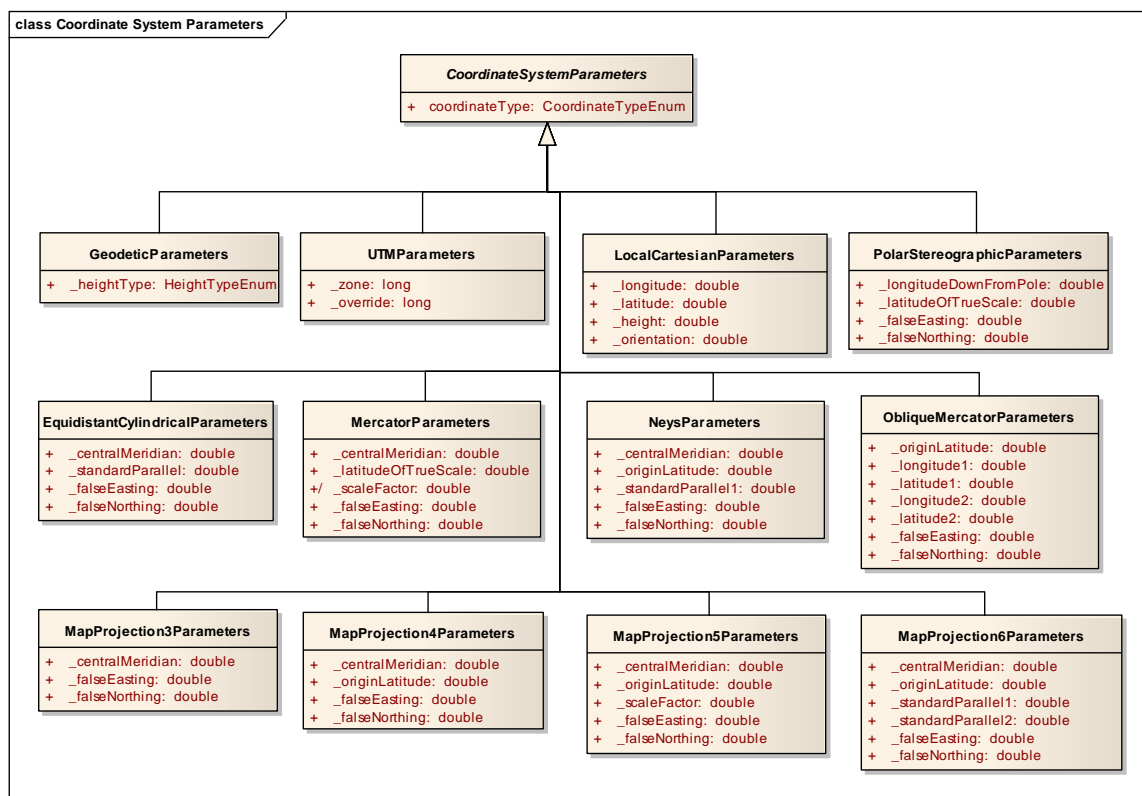 class Coordinate System Parameters
CoordinateSystemParameters
+ coordinateType: CoordinateTypeEnum
GeodeticParameters
+ _heightType: HeightTypeEnum
UTMParameters
+ _zone: long
+ _override: long
LocalCartesianParameters
+ _longitude: double
+ _latitude: double
+ _height: double
+ _orientation: double
PolarStereographicParameters
+ _longitudeDownFromPole: double
+ _latitudeOfTrueScale: double
+ _falseEasting: double
+ _falseNorthing: double
EquidistantCylindricalParameters
+ _centralMeridian: double
+ _standardParallel: double
+ _falseEasting: double
+ _falseNorthing: double
MercatorParameters
+ _centralMeridian: double
+ _latitudeOfTrueScale: double
+/ _scaleFactor: double
+ _falseEasting: double
+ _falseNorthing: double
NeysParameters
+ _centralMeridian: double
+ _originLatitude: double
+ _standardParallel1: double
+ _falseEasting: double
+ _falseNorthing: double
ObliqueMercatorParameters
+ _originLatitude: double
+ _longitude1: double
+ _latitude1: double
+ _longitude2: double
+ _latitude2: double
+ _falseEasting: double
+ _falseNorthing: double
MapProjection3Parameters
+ _centralMeridian: double
+ _falseEasting: double
+ _falseNorthing: double
MapProjection4Parameters
+ _centralMeridian: double
+ _originLatitude: double
+ _falseEasting: double
+ _falseNorthing: double
MapProjection5Parameters
+ _centralMeridian: double
+ _originLatitude: double
+ _scaleFactor: double
+ _falseEasting: double
+ _falseNorthing: double
MapProjection6Parameters
+ _centralMeridian: double
+ _originLatitude: double
+ _standardParallel1: double
+ _standardParallel2: double
+ _falseEasting: double
+ _falseNorthing: double